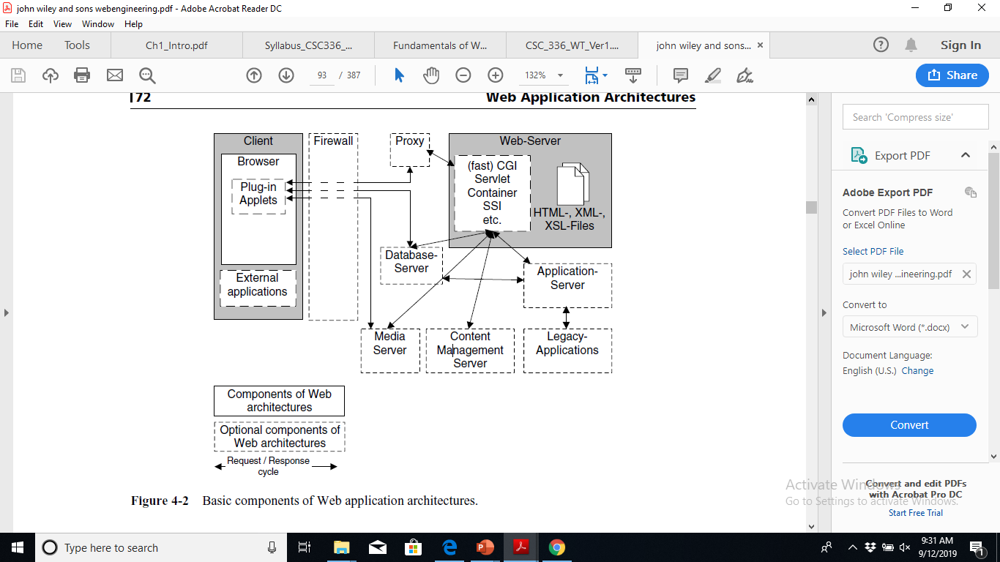 john wiley and sons webengineering.pdf - Adobe Acrobat Reader DC
File Edit View Window Help
Home Tools Ch1_Intro.pdf Syllabus_CSC336_... Fundamentals of W... CSC_336_WT_Ver1.... john wiley and sons... × Sign In
93 / 387 132% Share
172 Web Application Architectures
Client
Browser
Plug-in
Applets
External
applications
Firewall
Proxy
Web-Server
(fast) CGI
Servlet
Container
SSI
etc.
HTML-, XML-,
XSL-Files
Database-
Server
Application-
Server
Media
Server
Content
Management
Server
Legacy-
Applications
Components of Web
architectures
Optional components of
Web architectures
Request / Response
cycle
Figure 4-2 Basic components of Web application architectures.
Search 'Compress size'
Export PDF
Adobe Export PDF
Convert PDF Files to Word
or Excel Online
Select PDF File
john wiley ...ineering.pdf
Convert to
Microsoft Word (*.docx)
Document Language:
English (U.S.) Change
Convert
Convert and edit PDFs
with Acrobat Pro DC
Start Free Trial
Activate Windows
Go to Settings to activate Windows.
Type here to search
9:31 AM
9/12/2019
1